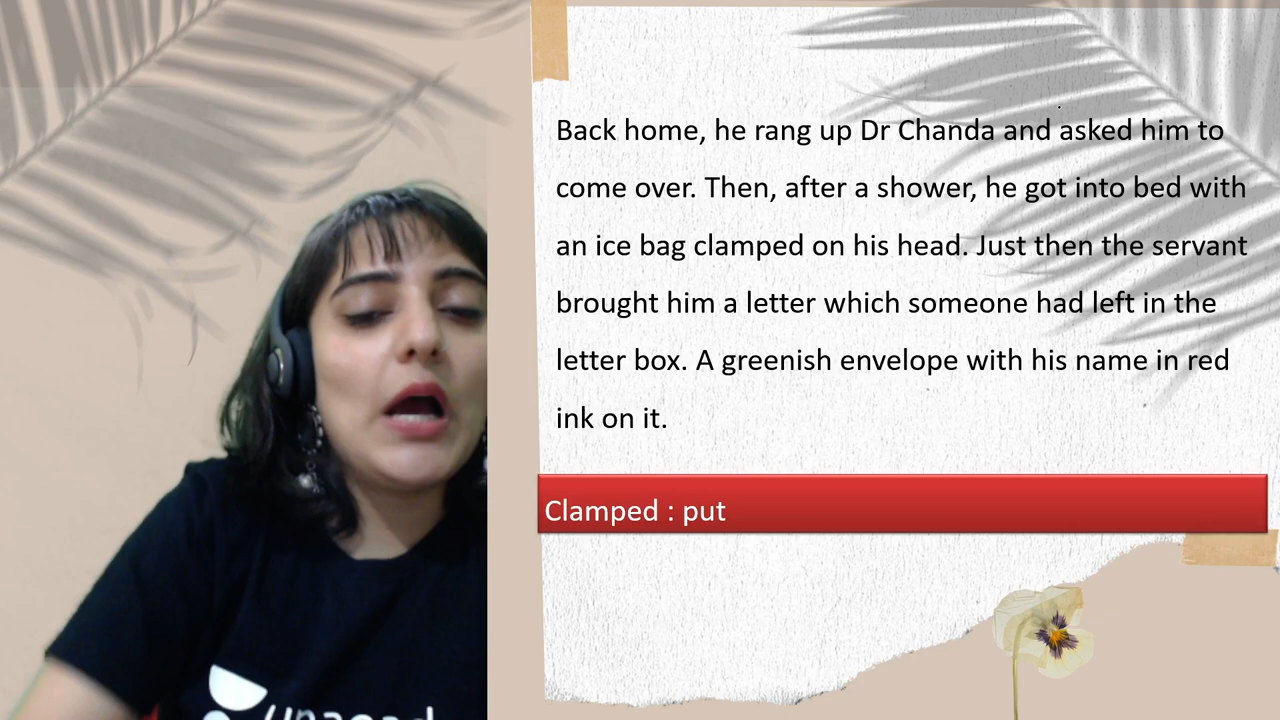 Back home, he rang up Dr Chanda and asked him to
come over. Then, after a shower, he got into bed with
an ice bag clamped on his head. Just then the servant
brought him a letter which someone had left in the
letter box. A greenish envelope with his name in red
ink on it.
Clamped : put